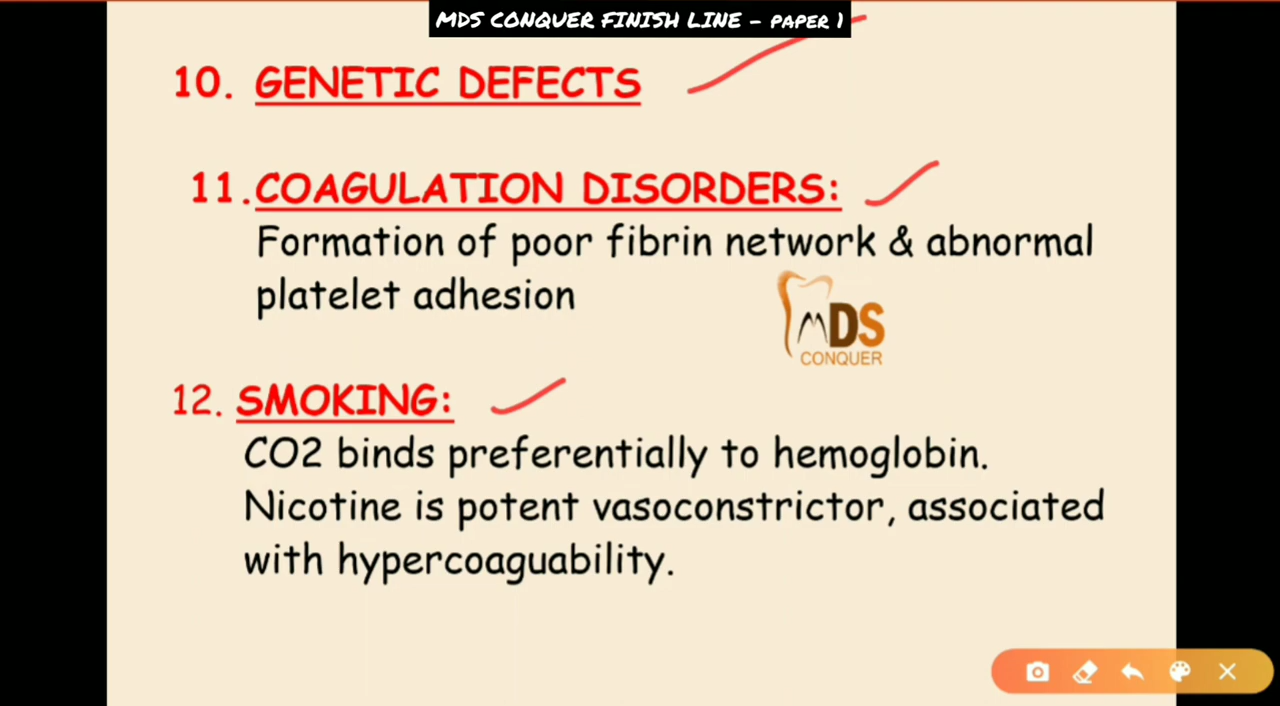 MDS CONQUER FINISH LINE - PAPER 1
10. GENETIC DEFECTS
11.COAGULATION DISORDERS:
Formation of poor fibrin network & abnormal
platelet adhesion
MDS
CONQUER
12. SMOKING:
CO2 binds preferentially to hemoglobin.
Nicotine is potent vasoconstrictor, associated
with hypercoaguability.